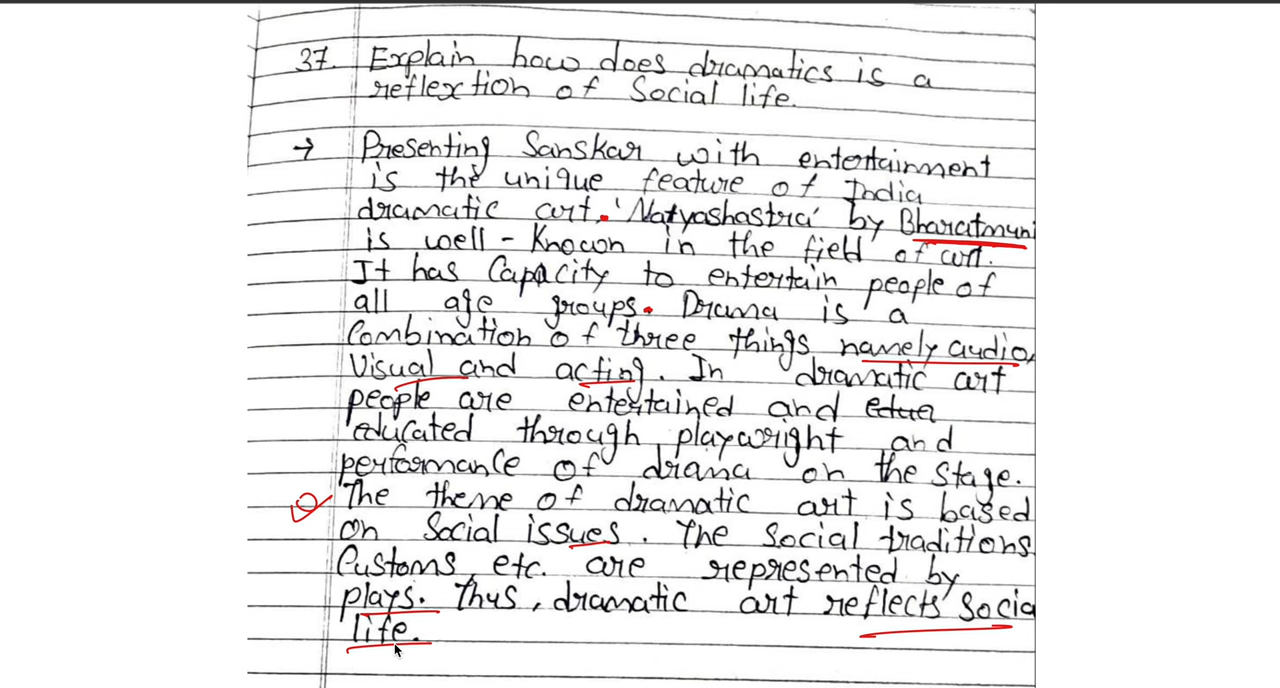 37. Explain how does dramatics is a
reflextion of Social life.
→ Presenting Sanskar with entertainment
is the unique feature of India
dramatic art. 'Natyashastra' by Bharatmuni
is well - Known in the field of art.
It has Capacity to entertain people of
all age groups. Drama is a
Combination of three things namely audio,
Visual and acting. In dramatic art
people are entertained and edua
educated through playwright and
performance of drama on the stage.
The theme of dramatic art is based
on Social issues. The Social traditions
Customs, etc. are represented by
plays. Thus, dramatic art reflects Socia
life.